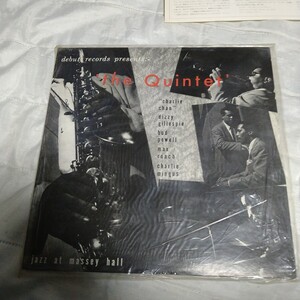 debut records presents
"the Quintet"
"charlie
chan"
dizzy
gillespie
bud
powell
max
roach
charlie
mingus
jazz at massey hall